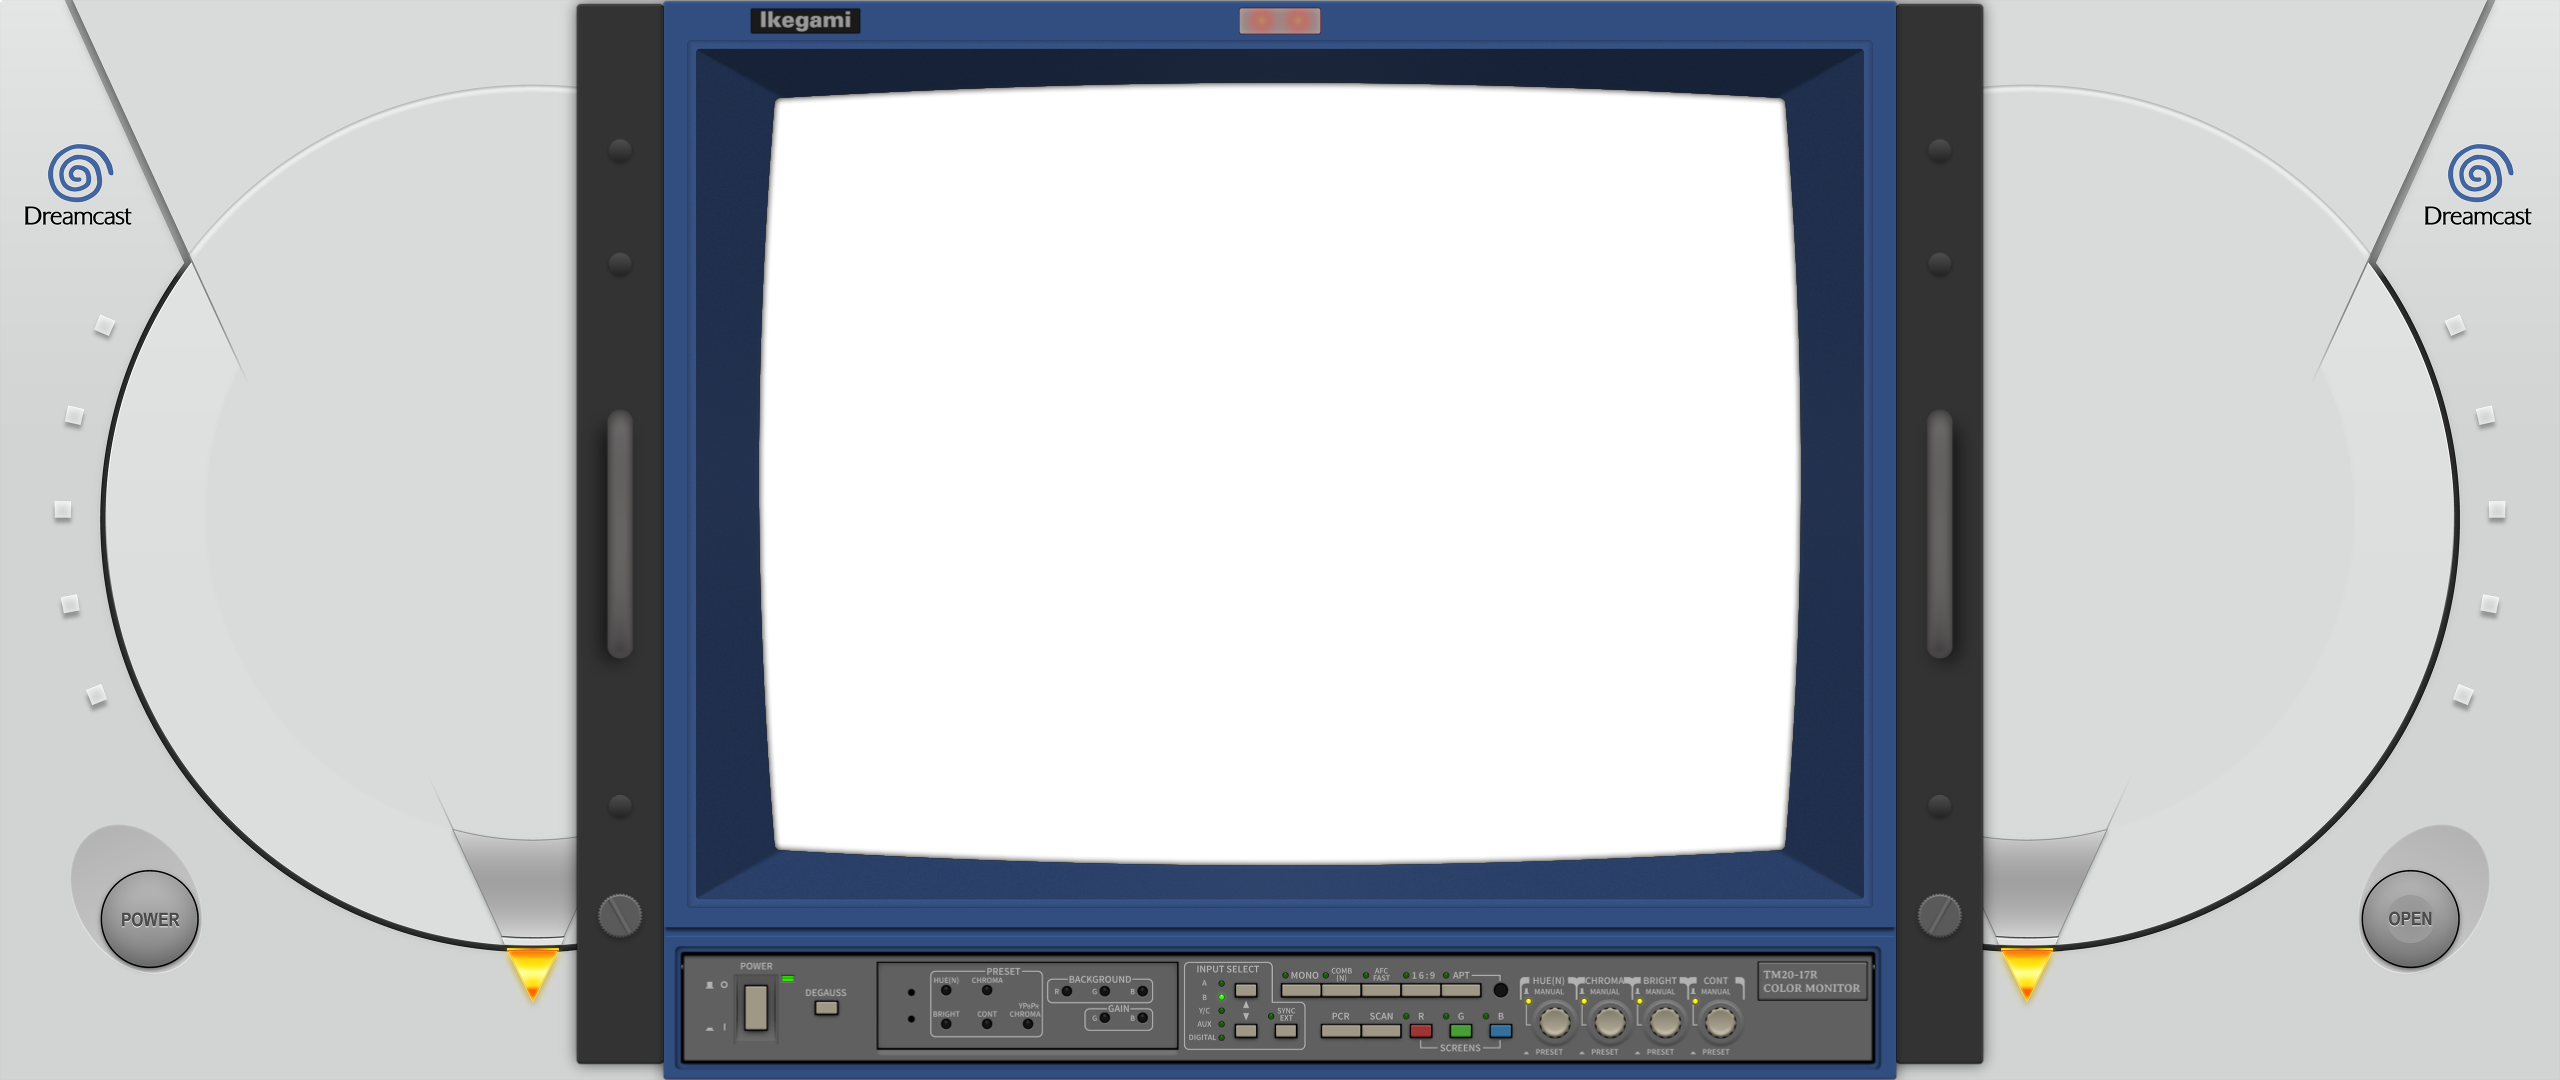 Ikegami
Dreamcast
Dreamcast
POWER
OPEN
POWER
DEGAUSS
PRESET
HUE(N) CHROMA
BRIGHT CONT YPBPR CHROMA
BACKGROUND
R G B
GAIN
G B
INPUT SELECT
A
B
Y/C
AUX
DIGITAL
SYNC EXT
MONO COMB (N) AFC FAST 16:9 APT
PCR SCAN R G B
SCREENS
HUE(N) CHROMA BRIGHT CONT
MANUAL MANUAL MANUAL MANUAL
PRESET PRESET PRESET PRESET
TM20-17R
COLOR MONITOR